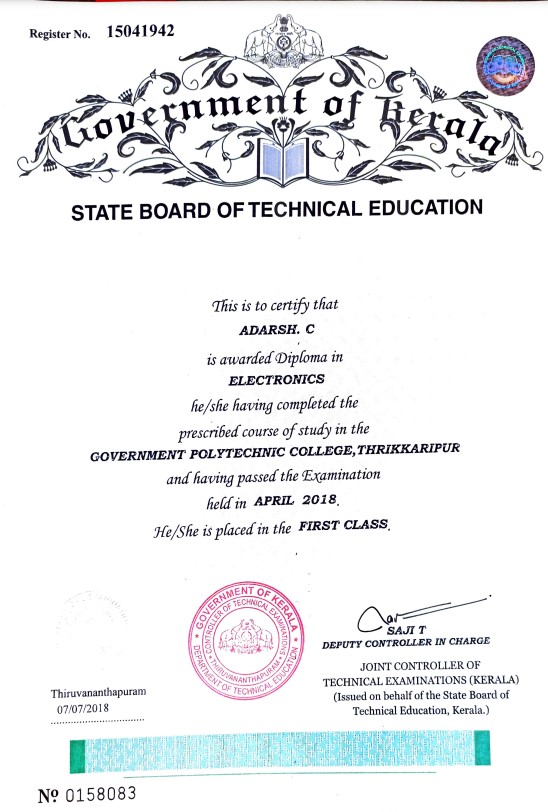 Register No. 15041942
Government of Kerala
STATE BOARD OF TECHNICAL EDUCATION
This is to certify that
ADARSH. C
is awarded Diploma in
ELECTRONICS
he/she having completed the
prescribed course of study in the
GOVERNMENT POLYTECHNIC COLLEGE,THRIKKARIPUR
and having passed the Examination
held in APRIL 2018.
He/She is placed in the FIRST CLASS.
GOVERNMENT OF KERALA
CONTROLLER OF TECHNICAL EXAMINATIONS
THIRUVANANTHAPURAM
DEPARTMENT OF TECHNICAL EDUCATION
SAJI T
DEPUTY CONTROLLER IN CHARGE
JOINT CONTROLLER OF
TECHNICAL EXAMINATIONS (KERALA)
(Issued on behalf of the State Board of
Technical Education, Kerala.)
Thiruvananthapuram
07/07/2018
Nº 0158083